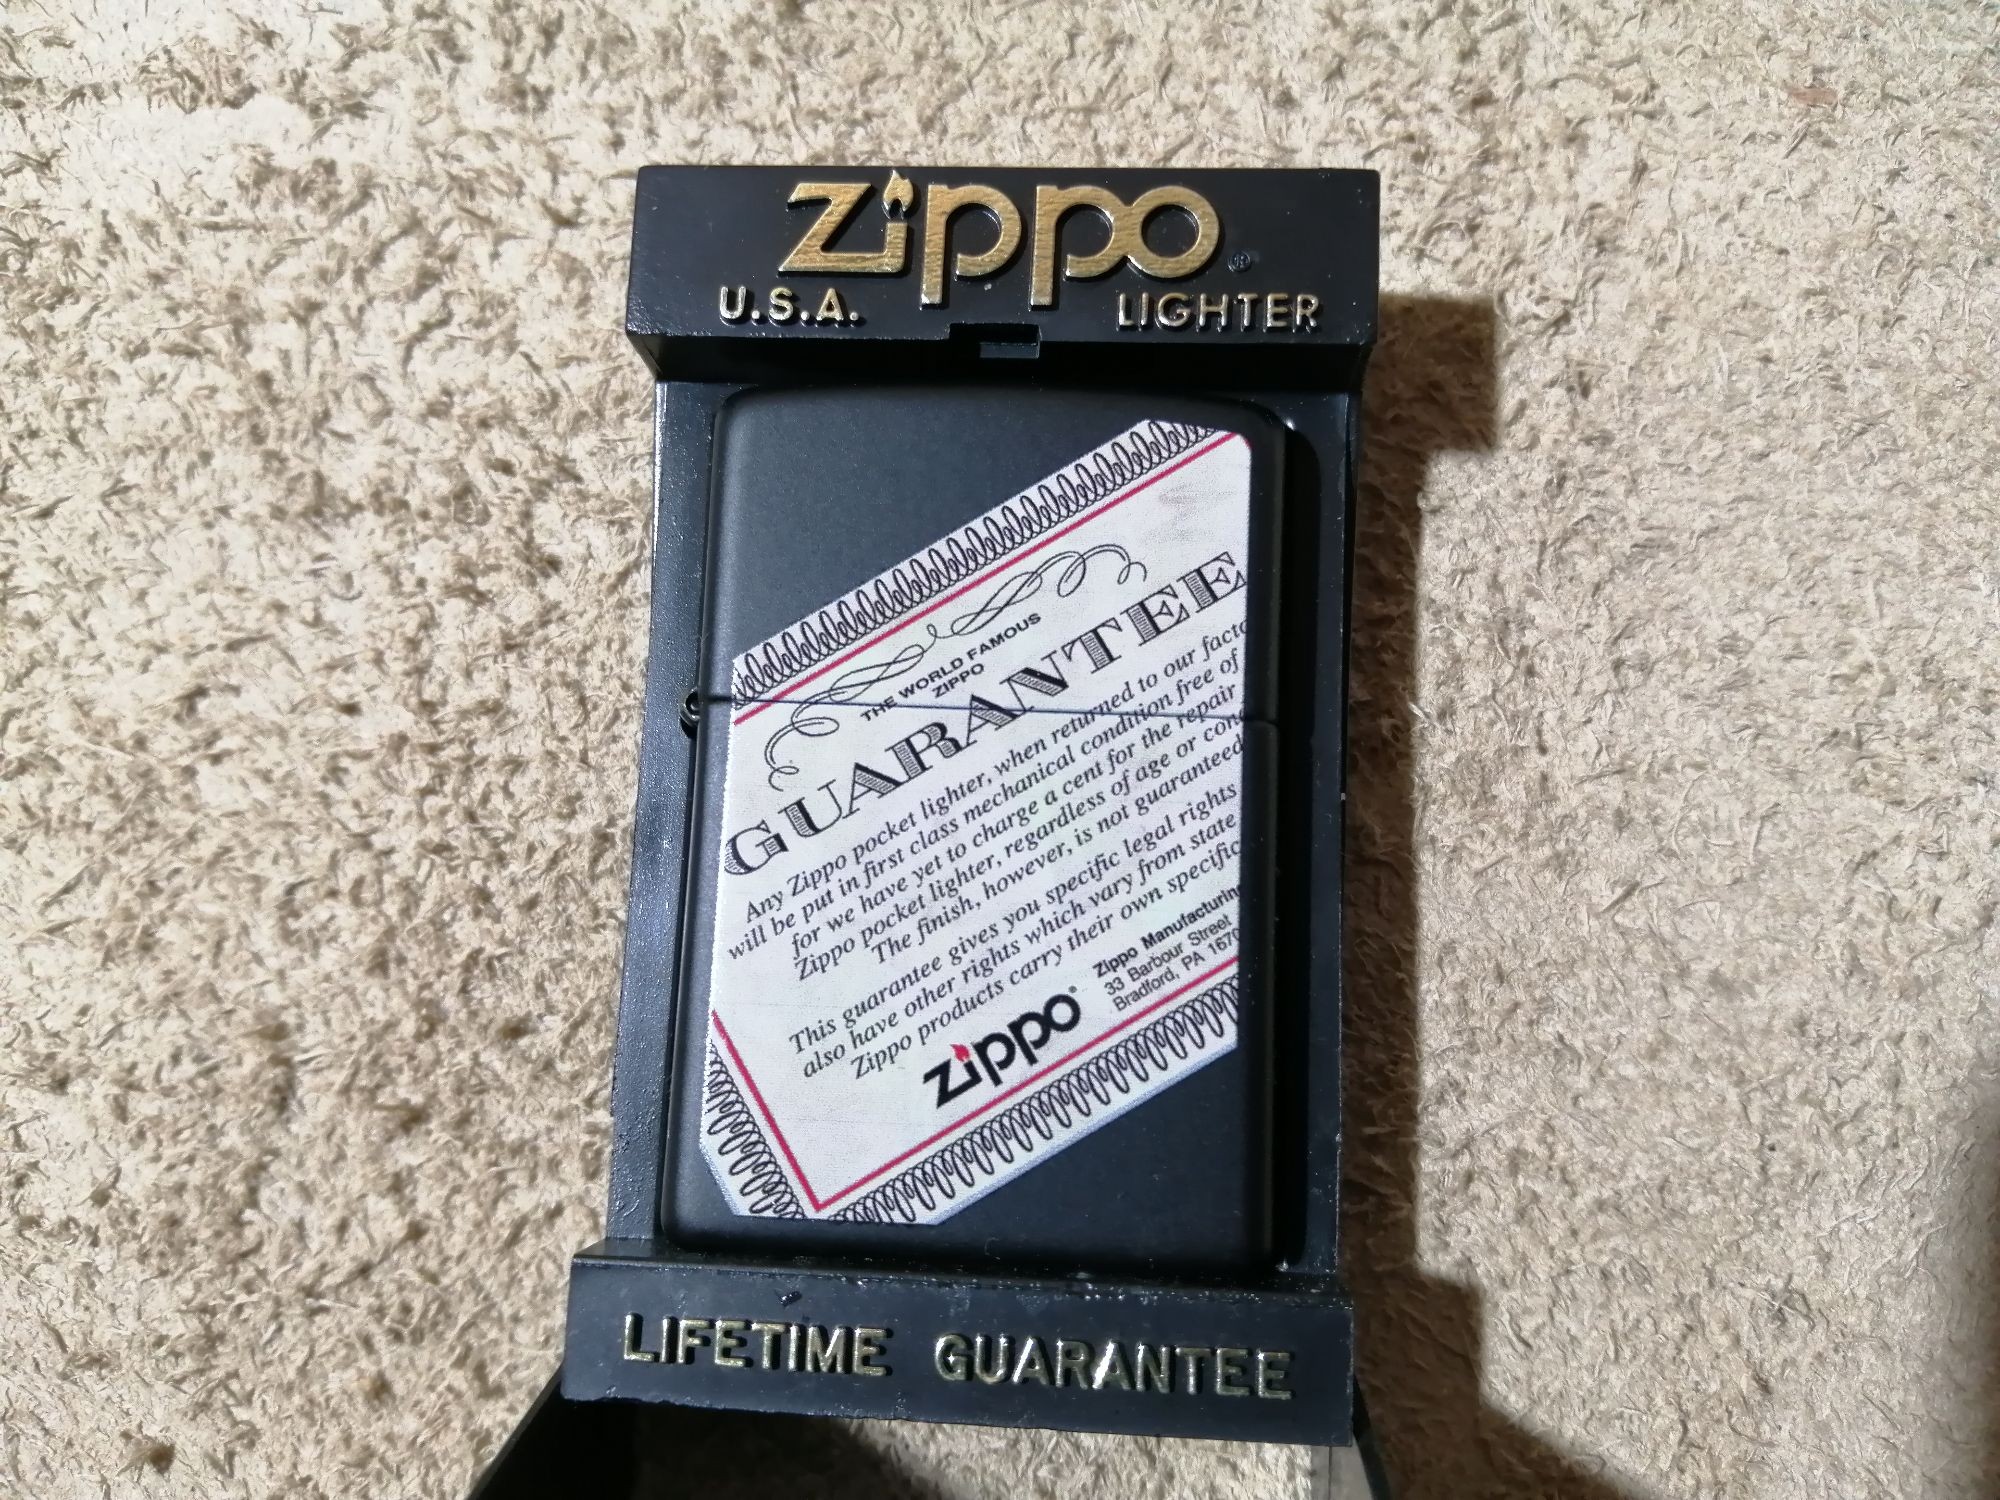 Zippo ®
U.S.A. LIGHTER
THE WORLD FAMOUS
ZIPPO
GUARANTEE
Any Zippo pocket lighter, when returned to our facto
will be put in first class mechanical condition free of
for we have yet to charge a cent for the repair
Zippo pocket lighter, regardless of age or con
The finish, however, is not guaranteed
This guarantee gives you specific legal rights
also have other rights which vary from state
Zippo products carry their own specific
Zippo Manufacturing
33 Barbour Street
Bradford, PA 1670
zippo®
LIFETIME GUARANTEE